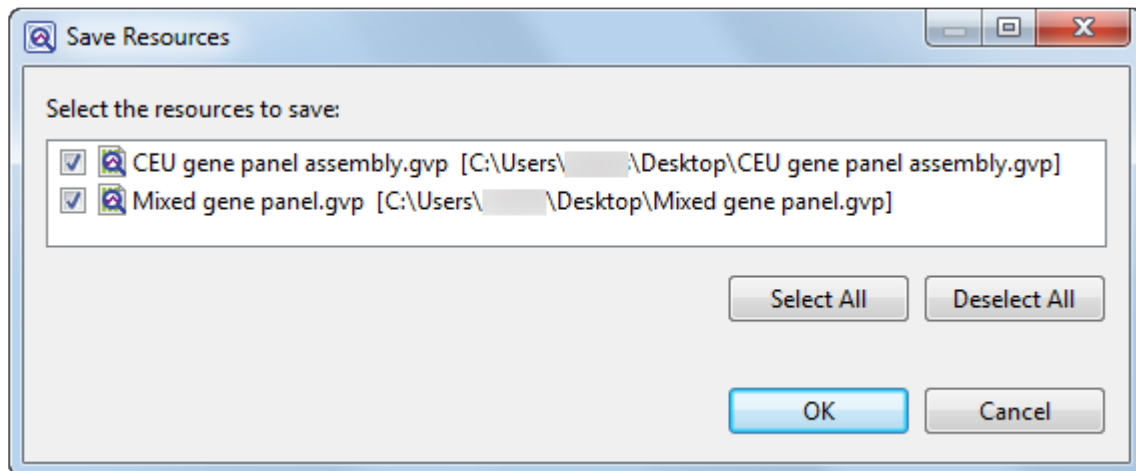 Save Resources
Select the resources to save:
CEU gene panel assembly.gvp [C:\Users\ \Desktop\CEU gene panel assembly.gvp]
Mixed gene panel.gvp [C:\Users\ \Desktop\Mixed gene panel.gvp]
Select All Deselect All
OK Cancel